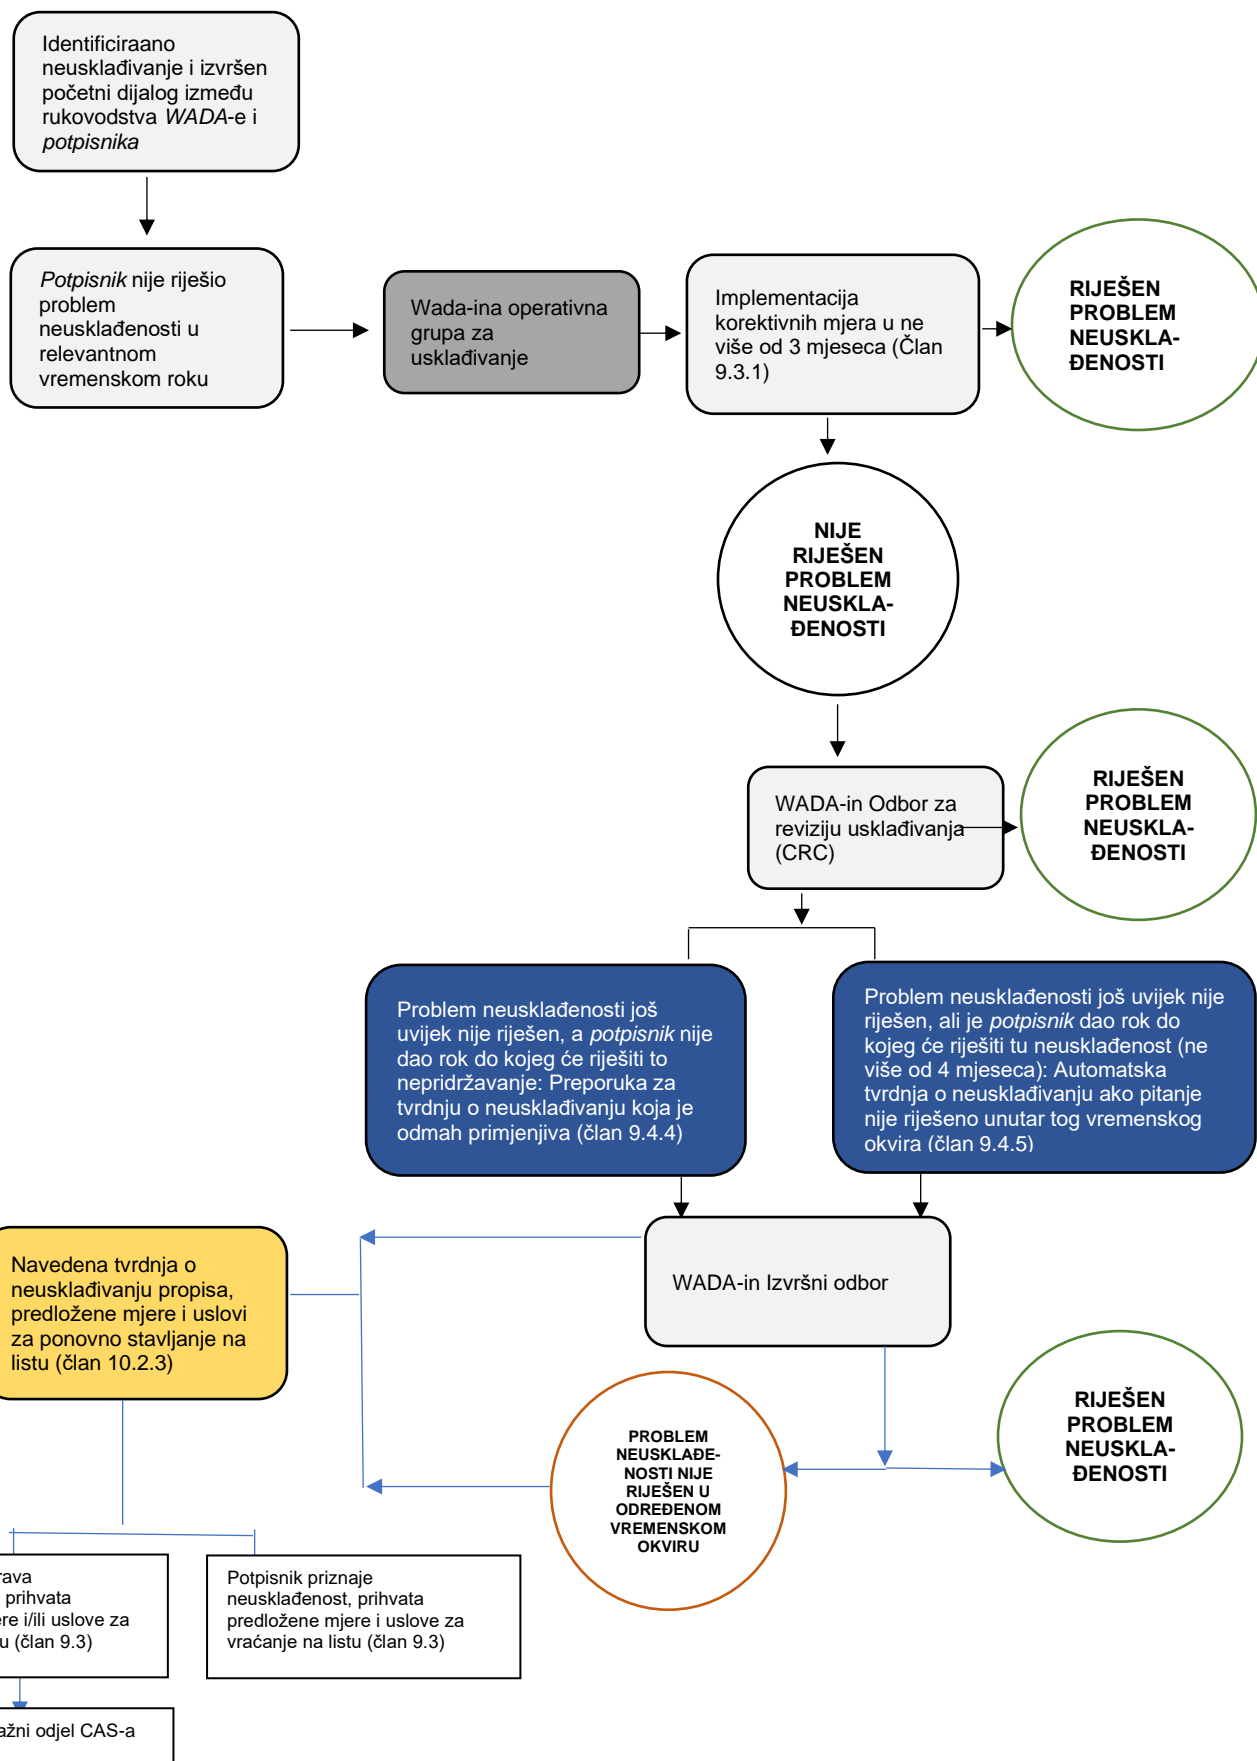 Identificiraano
neusklađivanje i izvršen
početni dijalog između
rukovodstva WADA-e i
potpisnika
Potpisnik nije riješio
problem
neusklađenosti u
relevantnom
vremenskom roku
Wada-ina operativna
grupa za
usklađivanje
Implementacija
korektivnih mjera u ne
više od 3 mjeseca (Član
9.3.1)
RIJEŠEN
PROBLEM
NEUSKLA-
ĐENOSTI
NIJE
RIJEŠEN
PROBLEM
NEUSKLA-
ĐENOSTI
WADA-in Odbor za
reviziju usklađivanja
(CRC)
RIJEŠEN
PROBLEM
NEUSKLA-
ĐENOSTI
Problem neusklađenosti još
uvijek nije riješen, a potpisnik nije
dao rok do kojeg će riješiti to
nepridržavanje: Preporuka za
tvrdnju o neusklađivanju koja je
odmah primjenjiva (član 9.4.4)
Problem neusklađenosti još uvijek nije
riješen, ali je potpisnik dao rok do
kojeg će riješiti tu neusklađenost (ne
više od 4 mjeseca): Automatska
tvrdnja o neusklađivanju ako pitanje
nije riješeno unutar tog vremenskog
okvira (član 9.4.5)
WADA-in Izvršni odbor
Navedena tvrdnja o
neusklađivanju propisa,
predložene mjere i uslovi
za ponovno stavljanje na
listu (član 10.2.3)
PROBLEM
NEUSKLAĐE-
NOSTI NIJE
RIJEŠEN U
ODREĐENOM
VREMENSKOM
OKVIRU
RIJEŠEN
PROBLEM
NEUSKLA-
ĐENOSTI
prihvata
i/ili uslove za
(član 9.3)
Potpisnik priznaje
neusklađenost, prihvata
predložene mjere i uslove za
vraćanje na listu (član 9.3)
odjel CAS-a